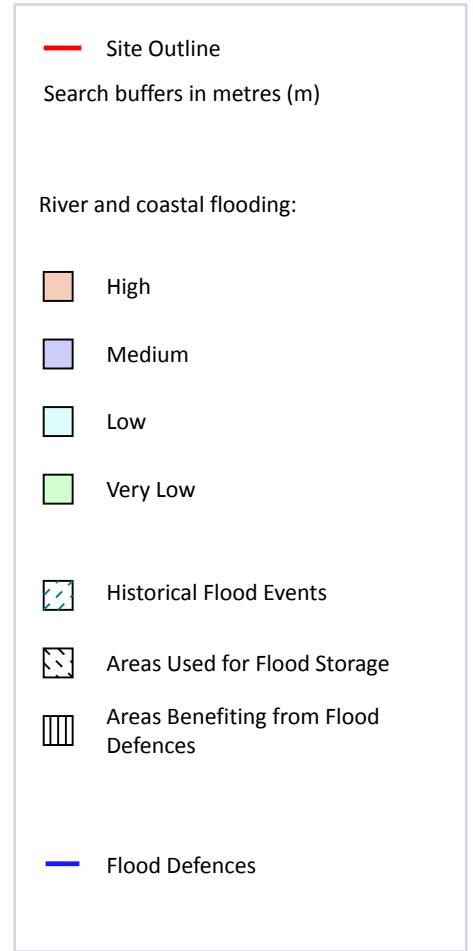 Site Outline
Search buffers in metres (m)
River and coastal flooding:
High
Medium
Low
Very Low
Historical Flood Events
Areas Used for Flood Storage
Areas Benefiting from Flood
Defences
Flood Defences